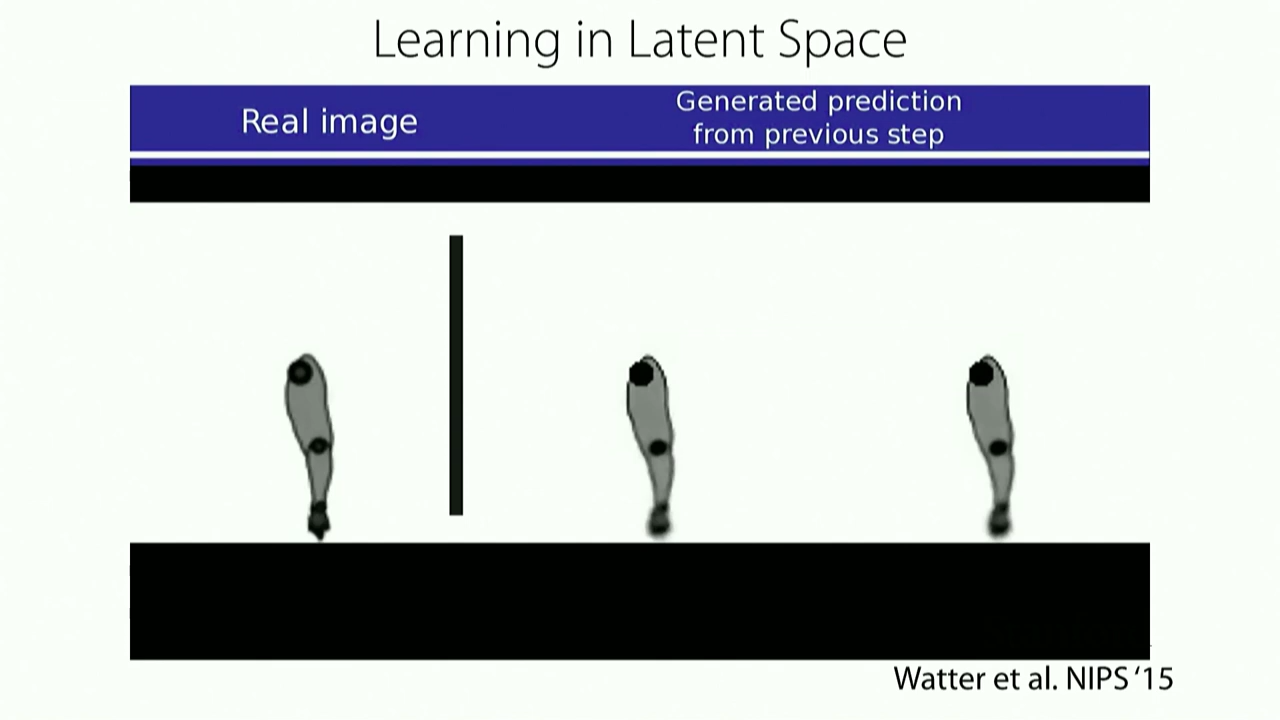 Learning in Latent Space
Real image
Generated prediction
from previous step
Watter et al. NIPS ‘15